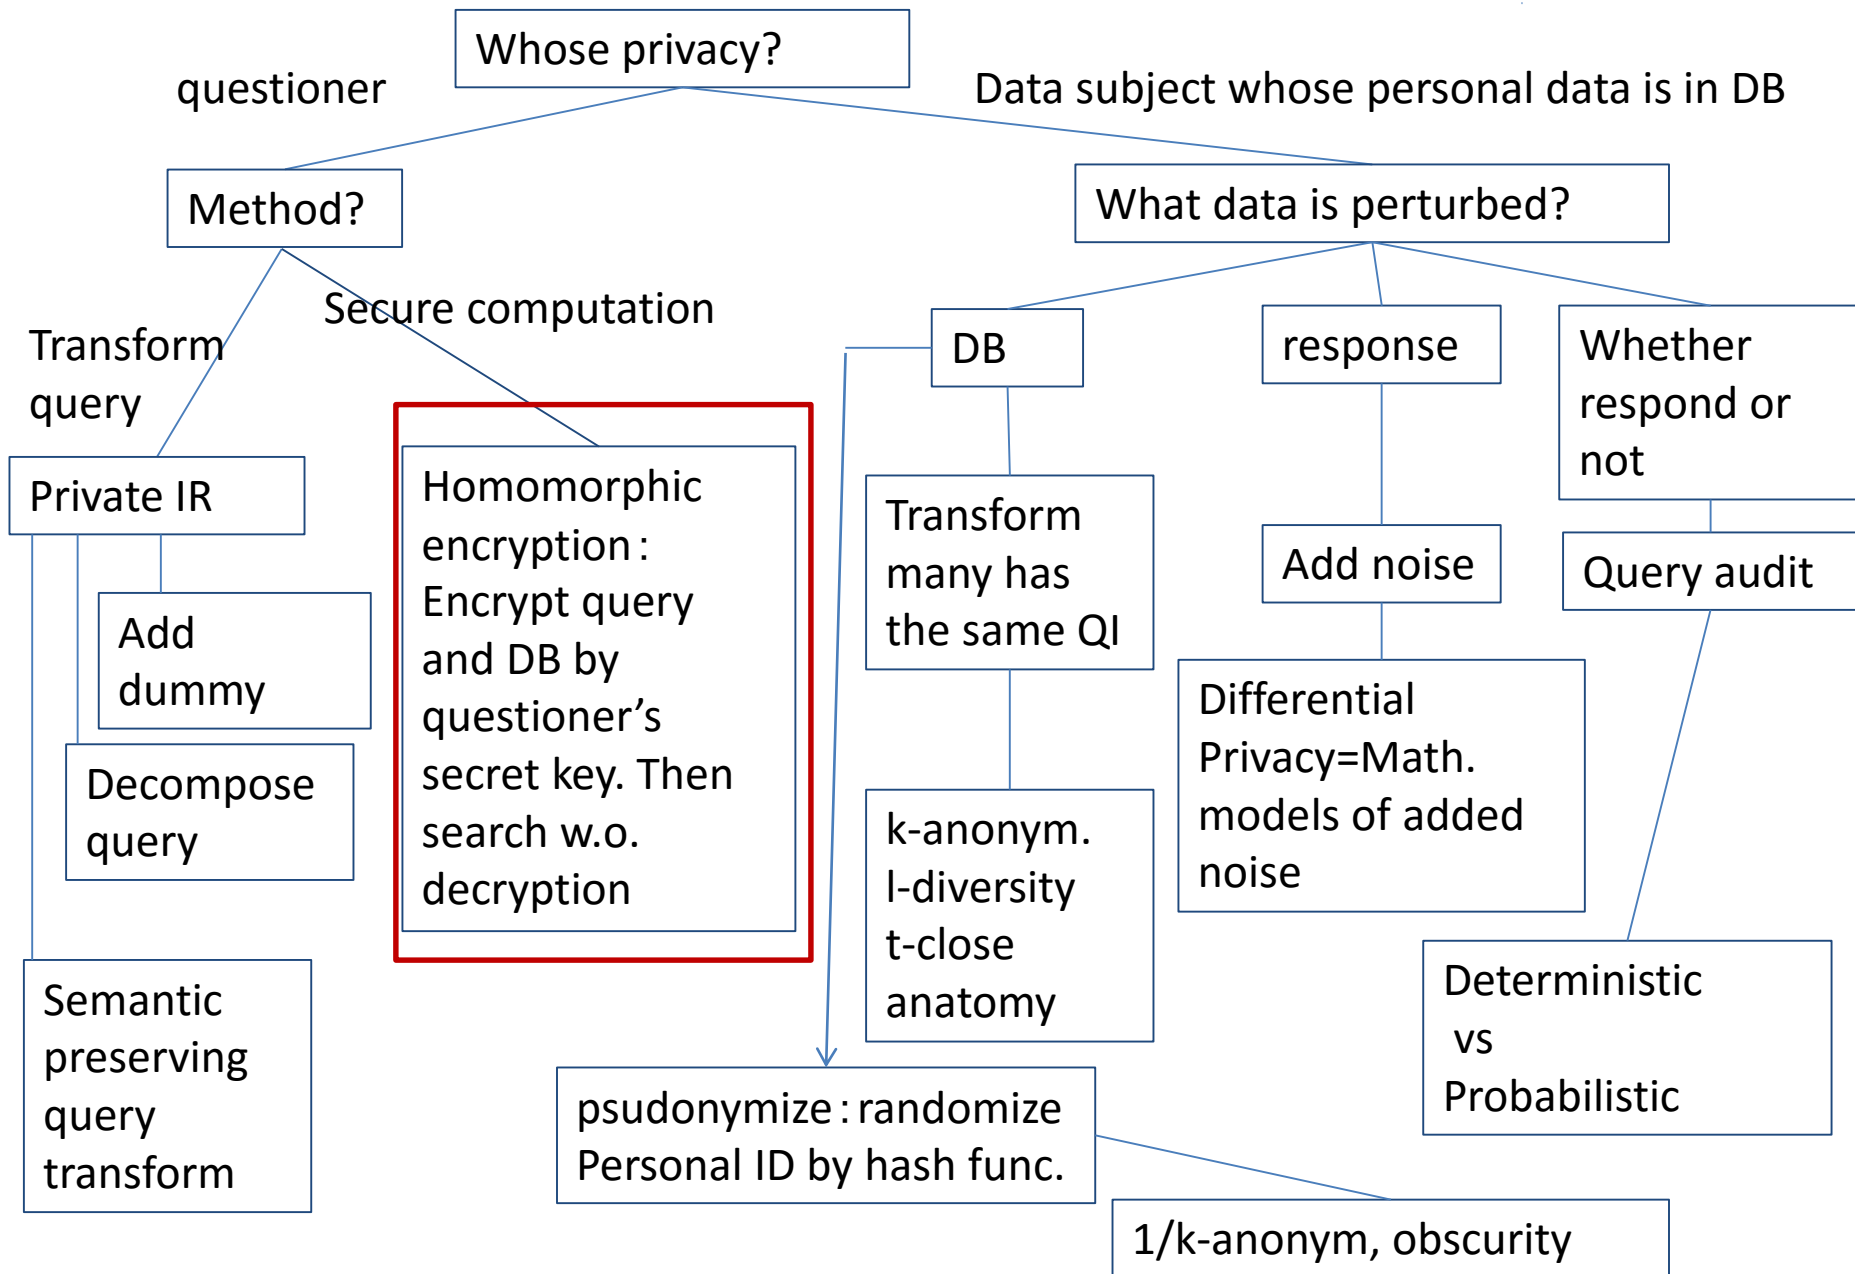 Whose privacy?
questioner
Data subject whose personal data is in DB
Method?
What data is perturbed?
Transform
query
Secure computation
DB
response
Whether
respond or
not
Private IR
Homomorphic
encryption:
Encrypt query
and DB by
questioner's
secret key. Then
search w.o.
decryption
Transform
many has
the same QI
Add noise
Query audit
Add
dummy
Decompose
query
Semantic
preserving
query
transform
k-anonym.
l-diversity
t-close
anatomy
Differential
Privacy=Math.
models of added
noise
Deterministic
vs
Probabilistic
psudonymize: randomize
Personal ID by hash func.
1/k-anonym, obscurity